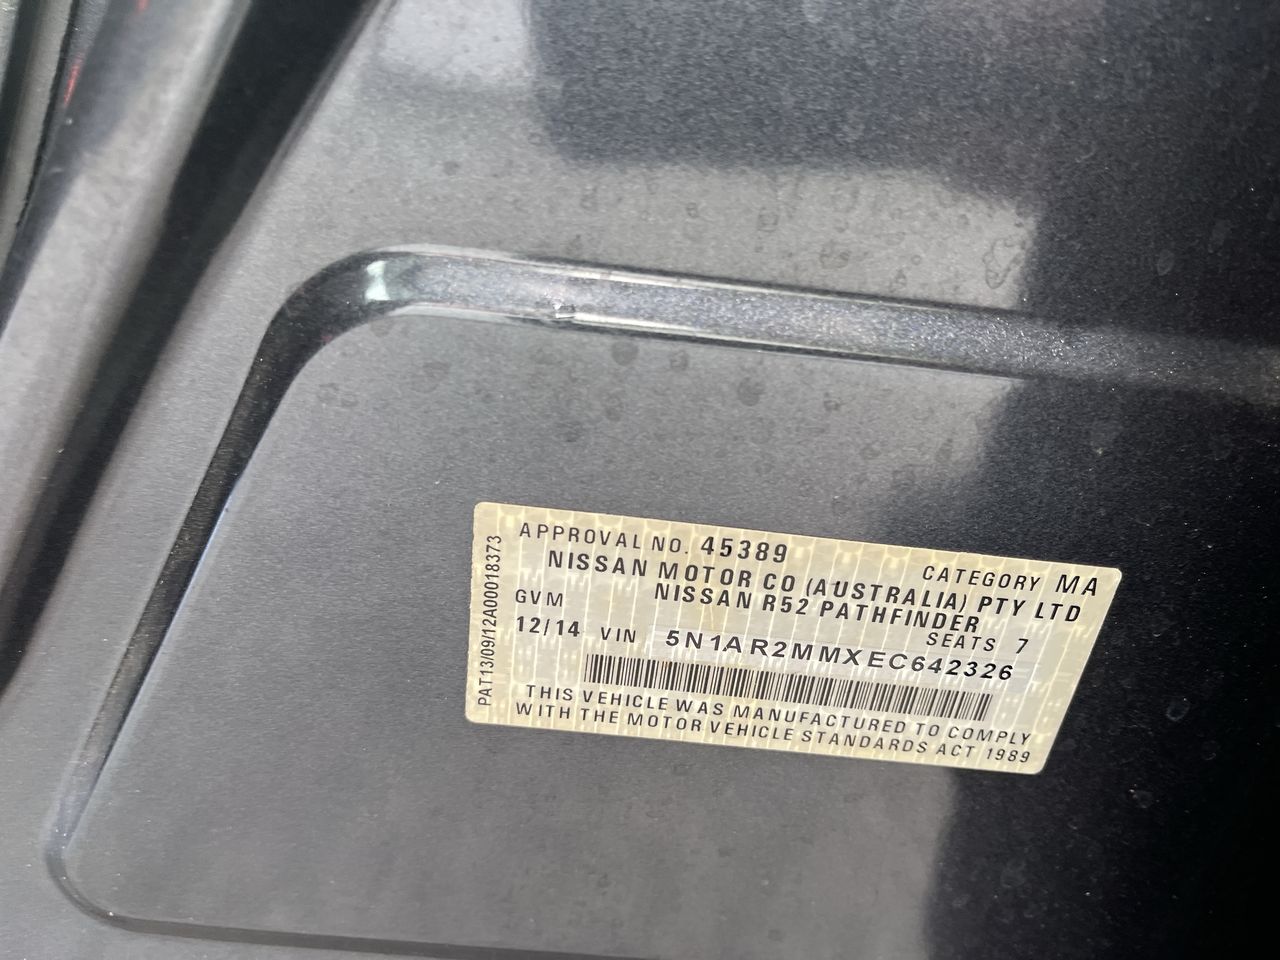 APPROVAL NO. 45389 CATEGORY MA
NISSAN MOTOR CO (AUSTRALIA) PTY LTD
NISSAN R52 PATHFINDER
GVM SEATS 7
12/14 VIN 5N1AR2MMXEC642326
THIS VEHICLE WAS MANUFACTURED TO COMPLY
WITH THE MOTOR VEHICLE STANDARDS ACT 1989
PAT13/09/12A00018373